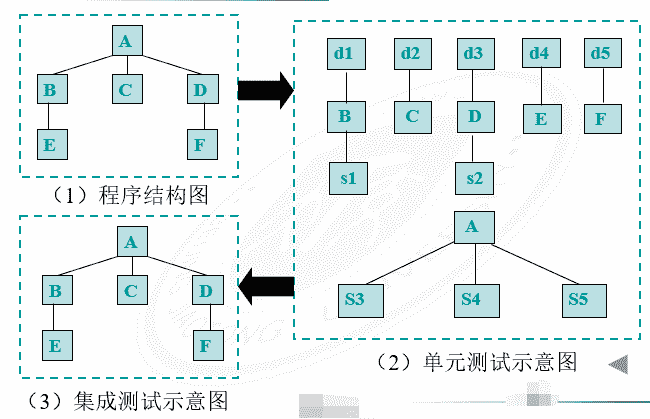 A
B C D
E F
（1）程序结构图
d1 d2 d3 d4 d5
B C D E F
s1 s2
A
S3 S4 S5
（2）单元测试示意图
A
B C D
E F
（3）集成测试示意图